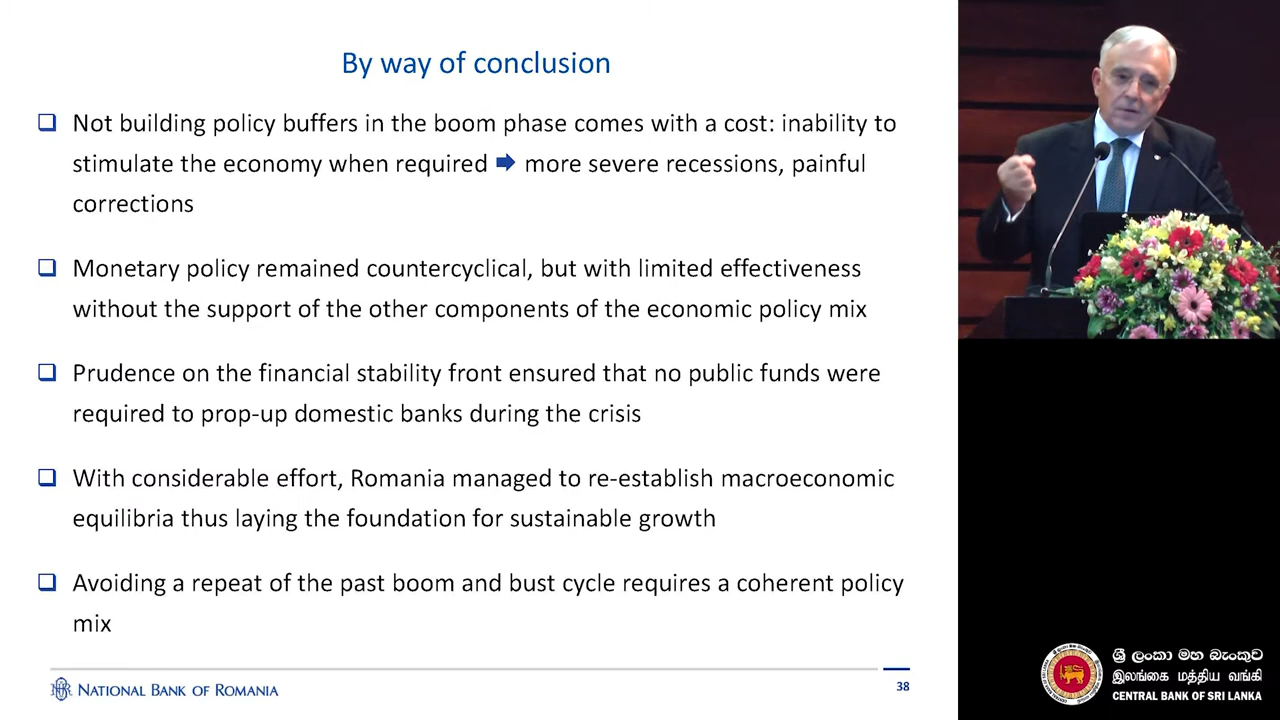 By way of conclusion
❑ Not building policy buffers in the boom phase comes with a cost: inability to
stimulate the economy when required ➡ more severe recessions, painful
corrections
❑ Monetary policy remained countercyclical, but with limited effectiveness
without the support of the other components of the economic policy mix
❑ Prudence on the financial stability front ensured that no public funds were
required to prop-up domestic banks during the crisis
❑ With considerable effort, Romania managed to re-establish macroeconomic
equilibria thus laying the foundation for sustainable growth
❑ Avoiding a repeat of the past boom and bust cycle requires a coherent policy
mix
NATIONAL BANK OF ROMANIA
38
ශ්‍රී ලංකා මහ බැංකුව
இலங்கை மத்திய வங்கி
CENTRAL BANK OF SRI LANKA